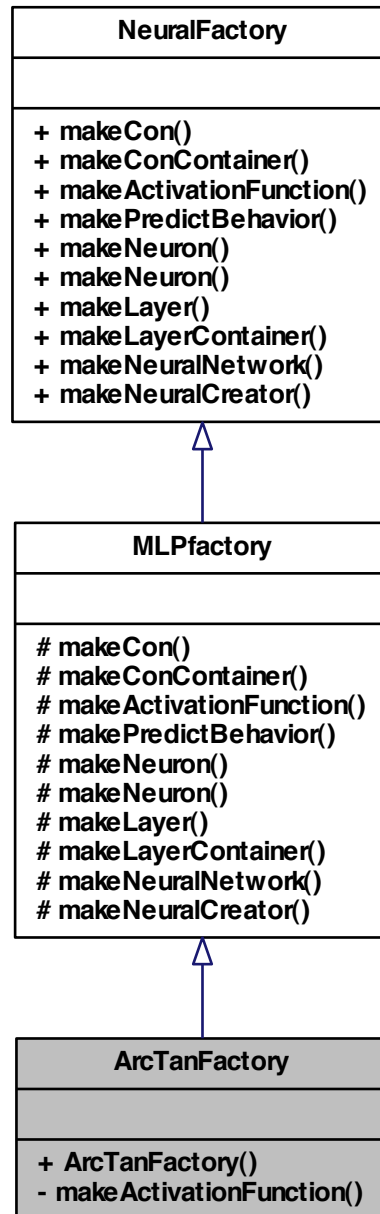 NeuralFactory
+ makeCon()
+ makeConContainer()
+ makeActivationFunction()
+ makePredictBehavior()
+ makeNeuron()
+ makeNeuron()
+ makeLayer()
+ makeLayerContainer()
+ makeNeuralNetwork()
+ makeNeuralCreator()
MLPfactory
# makeCon()
# makeConContainer()
# makeActivationFunction()
# makePredictBehavior()
# makeNeuron()
# makeNeuron()
# makeLayer()
# makeLayerContainer()
# makeNeuralNetwork()
# makeNeuralCreator()
ArcTanFactory
+ ArcTanFactory()
- makeActivationFunction()